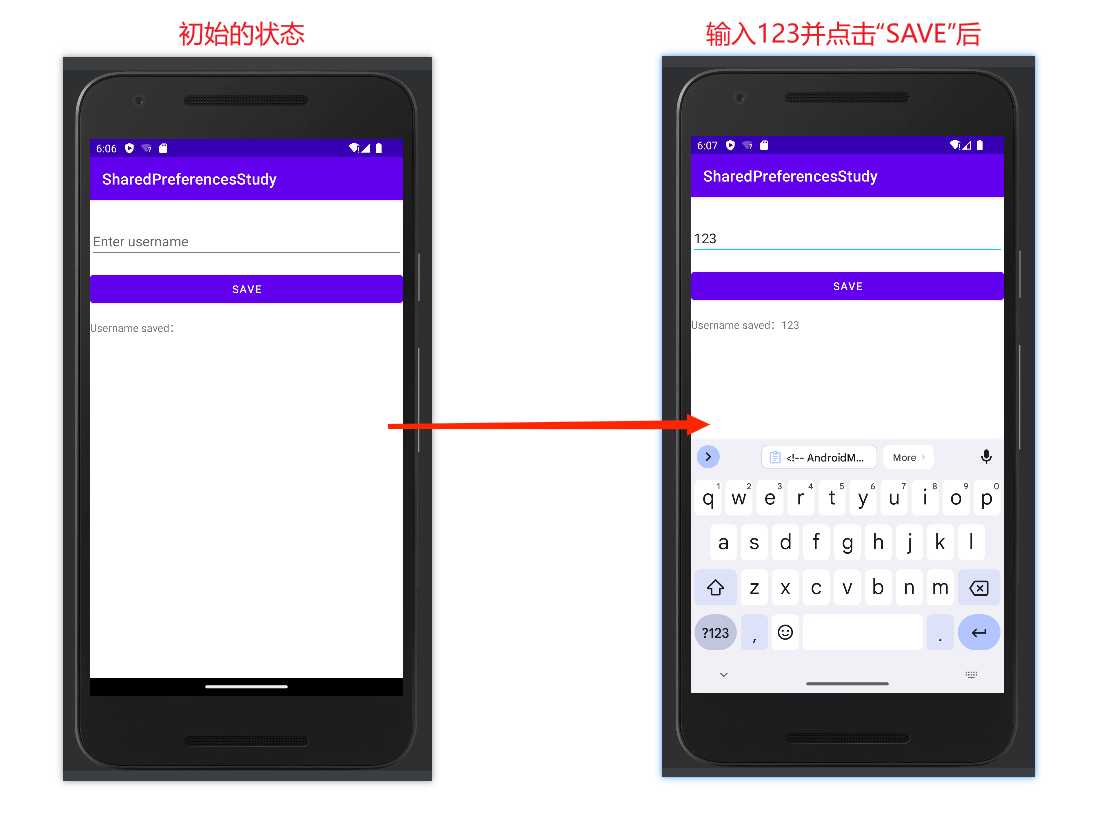 初始的状态
6:06
SharedPreferencesStudy
Enter username
SAVE
Username saved：
输入123并点击“SAVE”后
6:07
SharedPreferencesStudy
123
SAVE
Username saved：123
<!-- AndroidM... More
1 2 3 4 5 6 7 8 9 0
q w e r t y u i o p
a s d f g h j k l
z x c v b n m
?123 , .